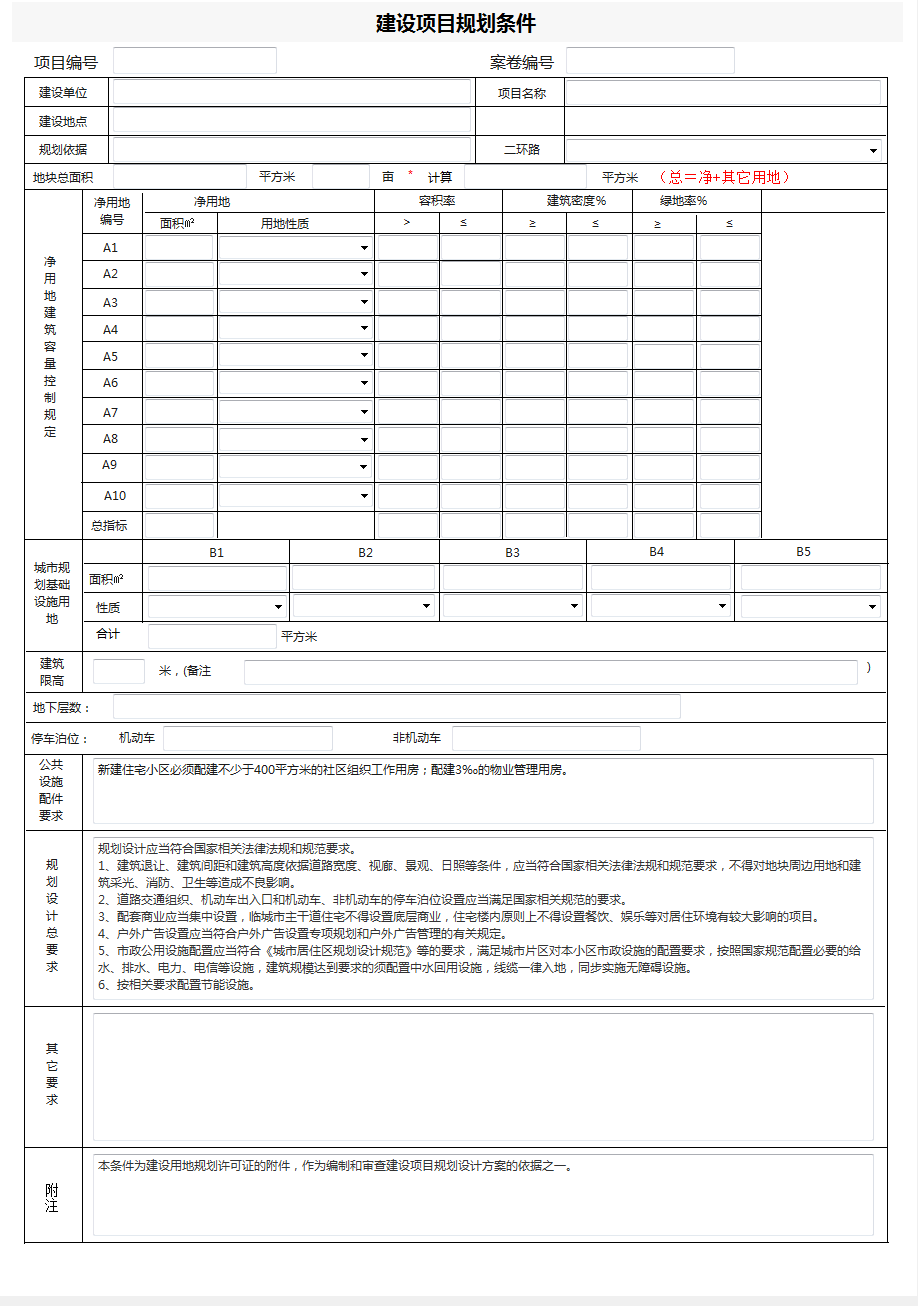 建设项目规划条件
项目编号 案卷编号
建设单位 项目名称
建设地点
规划依据 二环路
地块总面积 平方米 亩 * 计算 平方米 （总＝净+其它用地）
净用地建筑容量控制规定
净用地编号 净用地 容积率 建筑密度% 绿地率%
面积㎡ 用地性质 > ≤ ≥ ≤ ≥ ≤
A1
A2
A3
A4
A5
A6
A7
A8
A9
A10
总指标
城市规划基础设施用地
B1 B2 B3 B4 B5
面积㎡
性质
合计 平方米
建筑限高 米，(备注 )
地下层数：
停车泊位： 机动车 非机动车
公共设施配件要求
新建住宅小区必须配建不少于400平方米的社区组织工作用房；配建3‰的物业管理用房。
规划设计总要求
规划设计应当符合国家相关法律法规和规范要求。
1、建筑退让、建筑间距和建筑高度依据道路宽度、视廊、景观、日照等条件，应当符合国家相关法律法规和规范要求，不得对地块周边用地和建
筑采光、消防、卫生等造成不良影响。
2、道路交通组织、机动车出入口和机动车、非机动车的停车泊位设置应当满足国家相关规范的要求。
3、配套商业应当集中设置，临城市主干道住宅不得设置底层商业，住宅楼内原则上不得设置餐饮、娱乐等对居住环境有较大影响的项目。
4、户外广告设置应当符合户外广告设置专项规划和户外广告管理的有关规定。
5、市政公用设施配置应当符合《城市居住区规划设计规范》等的要求，满足城市片区对本小区市政设施的配置要求，按照国家规范配置必要的给
水、排水、电力、电信等设施，建筑规模达到要求的须配置中水回用设施，线缆一律入地，同步实施无障碍设施。
6、按相关要求配置节能设施。
其它要求
附注
本条件为建设用地规划许可证的附件，作为编制和审查建设项目规划设计方案的依据之一。